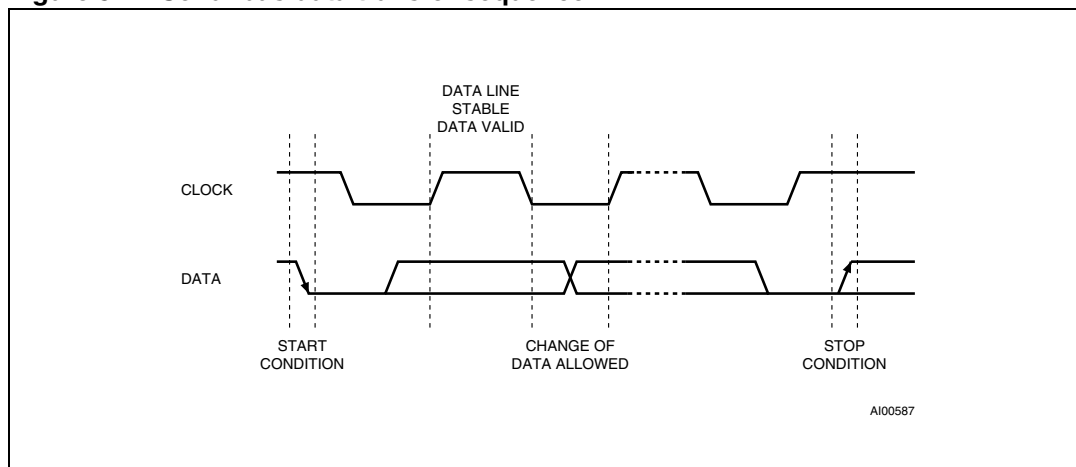 DATA LINE
STABLE
DATA VALID
CLOCK
DATA
START
CONDITION
CHANGE OF
DATA ALLOWED
STOP
CONDITION
AI00587